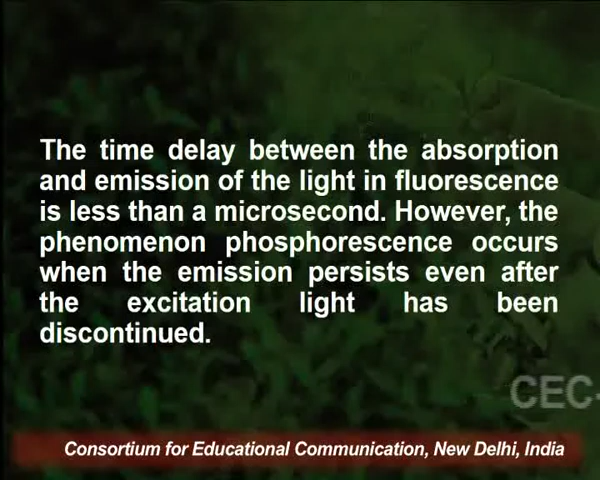 The time delay between the absorption
and emission of the light in fluorescence
is less than a microsecond. However, the
phenomenon phosphorescence occurs
when the emission persists even after
the excitation light has been
discontinued.
CEC-
Consortium for Educational Communication, New Delhi, India